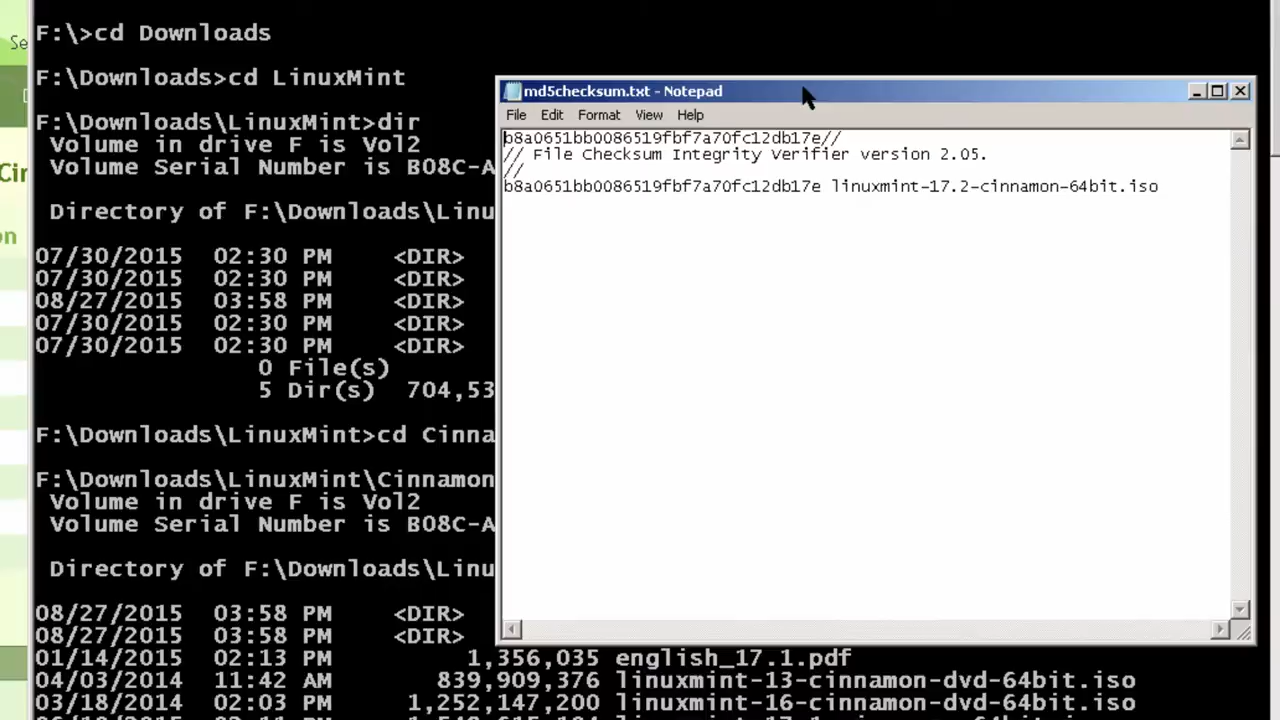 F:\>cd Downloads
Se
F:\Downloads>cd LinuxMint
F:\Downloads\LinuxMint>dir
Volume in drive F is Vol2
Volume Serial Number is B08C-A
Directory of F:\Downloads\Linu
07/30/2015 02:30 PM <DIR>
07/30/2015 02:30 PM <DIR>
08/27/2015 03:58 PM <DIR>
07/30/2015 02:30 PM <DIR>
07/30/2015 02:30 PM <DIR>
0 File(s)
5 Dir(s) 704,53
F:\Downloads\LinuxMint>cd Cinna
F:\Downloads\LinuxMint\Cinnamon
Volume in drive F is Vol2
Volume Serial Number is B08C-A
Directory of F:\Downloads\Linu
08/27/2015 03:58 PM <DIR>
08/27/2015 03:58 PM <DIR>
01/14/2015 02:13 PM 1,356,035 english_17.1.pdf
04/03/2014 11:42 AM 839,909,376 linuxmint-13-cinnamon-dvd-64bit.iso
03/18/2014 02:03 PM 1,252,147,200 linuxmint-16-cinnamon-dvd-64bit.iso
Cin
on
md5checksum.txt - Notepad
File Edit Format View Help
b8a0651bb0086519fbf7a70fc12db17e//
// File Checksum Integrity Verifier version 2.05.
//
b8a0651bb0086519fbf7a70fc12db17e linuxmint-17.2-cinnamon-64bit.iso